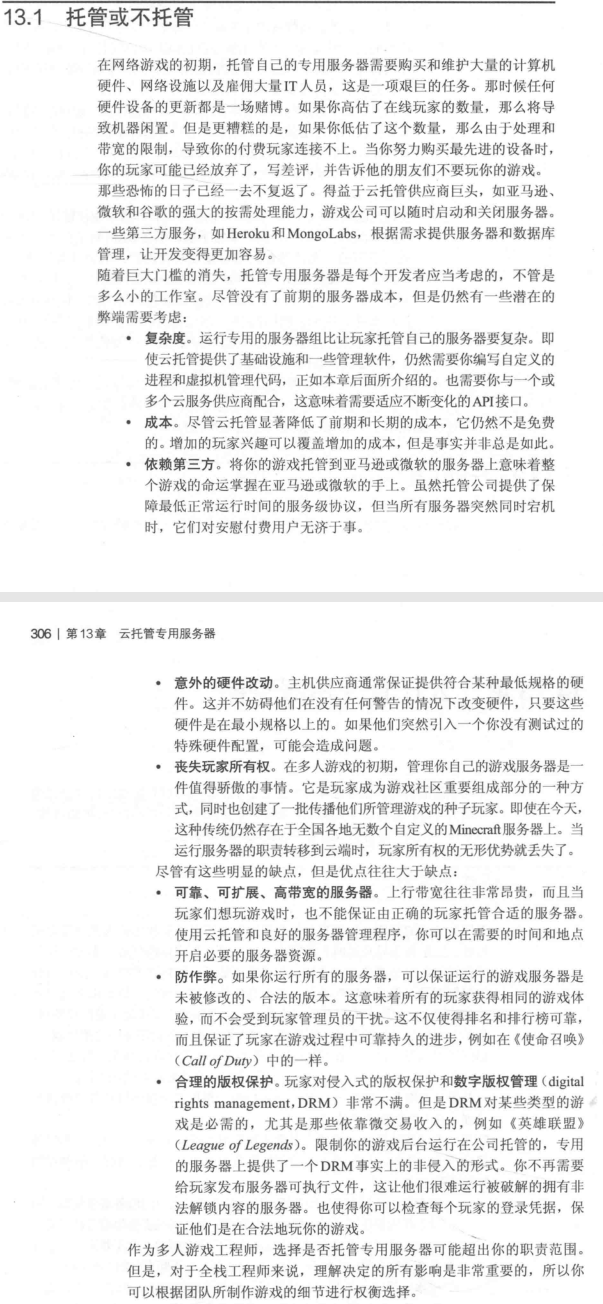 13.1 托管或不托管
在网络游戏的初期，托管自己的专用服务器需要购买和维护大量的计算机
硬件、网络设施以及雇佣大量IT人员，这是一项艰巨的任务。那时候任何
硬件设备的更新都是一场赌博。如果你高估了在线玩家的数量，那么将导
致机器闲置。但是更糟糕的是，如果你低估了这个数量，那么由于处理和
带宽的限制，导致你的付费玩家连接不上。当你努力购买最先进的设备时，
你的玩家可能已经放弃了，写差评，并告诉他的朋友们不要玩你的游戏。
那些恐怖的日子已经一去不复返了。得益于云托管供应商巨头，如亚马逊、
微软和谷歌的强大的按需处理能力，游戏公司可以随时启动和关闭服务器。
一些第三方服务，如Heroku和MongoLabs，根据需求提供服务器和数据库
管理，让开发变得更加容易。
随着巨大门槛的消失，托管专用服务器是每个开发者应当考虑的，不管是
多么小的工作室。尽管没有了前期的服务器成本，但是仍然有一些潜在的
弊端需要考虑：
• 复杂度。运行专用的服务器组比让玩家托管自己的服务器要复杂。即
使云托管提供了基础设施和一些管理软件，仍然需要你编写自定义的
进程和虚拟机管理代码，正如本章后面所介绍的。也需要你与一个或
多个云服务供应商配合，这意味着需要适应不断变化的API接口。
• 成本。尽管云托管显著降低了前期和长期的成本，它仍然不是免费
的。增加的玩家兴趣可以覆盖增加的成本，但是事实并非总是如此。
• 依赖第三方。将你的游戏托管到亚马逊或微软的服务器上意味着整
个游戏的命运掌握在亚马逊或微软的手上。虽然托管公司提供了保
障最低正常运行时间的服务级协议，但当所有服务器突然同时宕机
时，它们对安慰付费用户无济于事。
306 | 第13章 云托管专用服务器
• 意外的硬件改动。主机供应商通常保证提供符合某种最低规格的硬
件。这并不妨碍他们在没有任何警告的情况下改变硬件，只要这些
硬件是在最小规格以上的。如果他们突然引入一个你没有测试过的
特殊硬件配置，可能会造成问题。
• 丧失玩家所有权。在多人游戏的初期，管理你自己的游戏服务器是一
件值得骄傲的事情。它是玩家成为游戏社区重要组成部分的一种方
式，同时也创建了一批传播他们所管理游戏的种子玩家。即使在今天，
这种传统仍然存在于全国各地无数个自定义的Minecraft服务器上。当
运行服务器的职责转移到云端时，玩家所有权的无形优势就丢失了。
尽管有这些明显的缺点，但是优点往往大于缺点：
• 可靠、可扩展、高带宽的服务器。上行带宽往往非常昂贵，而且当
玩家们想玩游戏时，也不能保证由正确的玩家托管合适的服务器。
使用云托管和良好的服务器管理程序，你可以在需要的时间和地点
开启必要的服务器资源。
• 防作弊。如果你运行所有的服务器，可以保证运行的游戏服务器是
未被修改的、合法的版本。这意味着所有的玩家获得相同的游戏体
验，而不会受到玩家管理员的干扰。这不仅使得排名和排行榜可靠，
而且保证了玩家在游戏过程中可靠持久的进步，例如在《使命召唤》
（Call of Duty）中的一样。
• 合理的版权保护。玩家对侵入式的版权保护和数字版权管理（digital
rights management，DRM）非常不满。但是DRM对某些类型的游
戏是必需的，尤其是那些依靠微交易收入的，例如《英雄联盟》
（League of Legends）。限制你的游戏后台运行在公司托管的，专用
的服务器上提供了一个DRM事实上的非侵入的形式。你不再需要
给玩家发布服务器可执行文件，这让他们很难运行被破解的拥有非
法解锁内容的服务器。也使得你可以检查每个玩家的登录凭据，保
证他们是在合法地玩你的游戏。
作为多人游戏工程师，选择是否托管专用服务器可能超出你的职责范围。
但是，对于全栈工程师来说，理解决定的所有影响是非常重要的，所以你
可以根据团队所制作游戏的细节进行权衡选择。